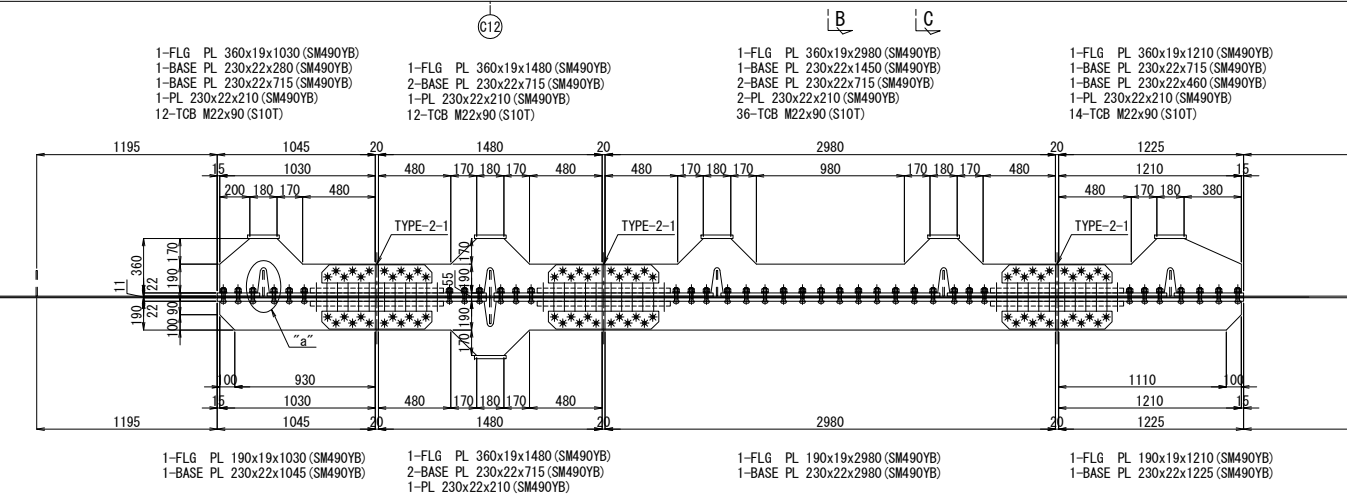 C12
B
C
1-FLG PL 360x19x1030(SM490YB)
1-BASE PL 230x22x280(SM490YB)
1-BASE PL 230x22x715(SM490YB)
1-PL 230x22x210(SM490YB)
12-TCB M22x90(S10T)
1-FLG PL 360x19x1480(SM490YB)
2-BASE PL 230x22x715(SM490YB)
1-PL 230x22x210(SM490YB)
12-TCB M22x90(S10T)
1-FLG PL 360x19x2980(SM490YB)
1-BASE PL 230x22x1450(SM490YB)
2-BASE PL 230x22x715(SM490YB)
2-PL 230x22x210(SM490YB)
36-TCB M22x90(S10T)
1-FLG PL 360x19x1210(SM490YB)
1-BASE PL 230x22x715(SM490YB)
1-BASE PL 230x22x460(SM490YB)
1-PL 230x22x210(SM490YB)
14-TCB M22x90(S10T)
1195 1045 20 1480 20 2980 20 1225
15 1030 480 170 180 170 480 480 170 180 170 980 170 180 170 480 1210 15
200 180 170 480 480 170 180 380
TYPE-2-1
TYPE-2-1
TYPE-2-1
360 170
190
22
11
190 22 90
100
170
190
55
190
170
"a"
100 930 1110 100
15 1030 480 170 180 170 480 1210 15
1195 1045 20 1480 20 2980 20 1225
1-FLG PL 190x19x1030(SM490YB)
1-BASE PL 230x22x1045(SM490YB)
1-FLG PL 360x19x1480(SM490YB)
2-BASE PL 230x22x715(SM490YB)
1-PL 230x22x210(SM490YB)
1-FLG PL 190x19x2980(SM490YB)
1-BASE PL 230x22x2980(SM490YB)
1-FLG PL 190x19x1210(SM490YB)
1-BASE PL 230x22x1225(SM490YB)